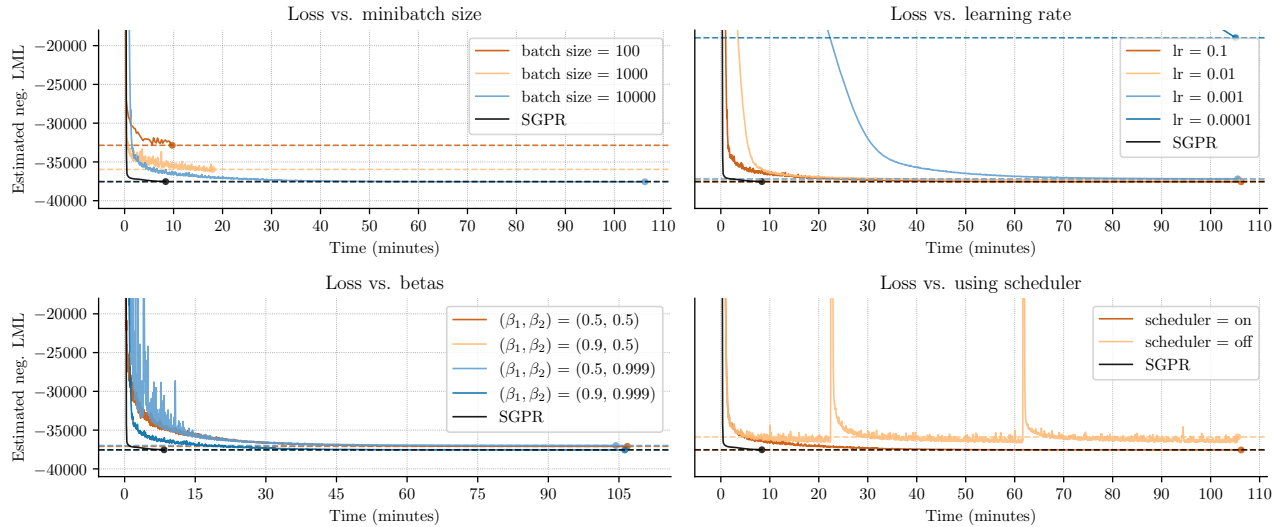 Loss vs. minibatch size
Estimated neg. LML
−20000
−25000
−30000
−35000
−40000
batch size = 100
batch size = 1000
batch size = 10000
SGPR
0 10 20 30 40 50 60 70 80 90 100 110
Time (minutes)
Loss vs. learning rate
lr = 0.1
lr = 0.01
lr = 0.001
lr = 0.0001
SGPR
0 10 20 30 40 50 60 70 80 90 100 110
Time (minutes)
Loss vs. betas
Estimated neg. LML
−20000
−25000
−30000
−35000
−40000
(β₁, β₂) = (0.5, 0.5)
(β₁, β₂) = (0.9, 0.5)
(β₁, β₂) = (0.5, 0.999)
(β₁, β₂) = (0.9, 0.999)
SGPR
0 15 30 45 60 75 90 105
Time (minutes)
Loss vs. using scheduler
scheduler = on
scheduler = off
SGPR
0 10 20 30 40 50 60 70 80 90 100 110
Time (minutes)